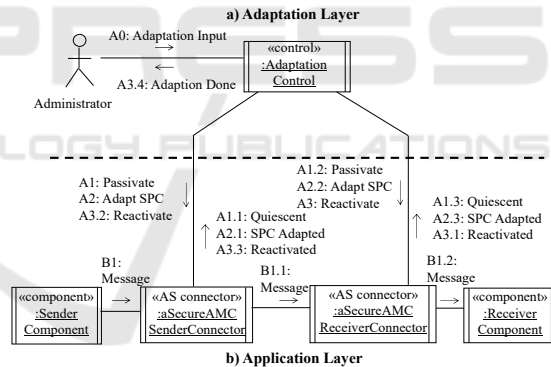 a) Adaptation Layer
A0: Adaptation Input
«control»
:Adaptation
Control
A3.4: Adaption Done
Administrator
LOGY PUBLICATIONS
A1: Passivate
A2: Adapt SPC
A3.2: Reactivate
A1.1: Quiescent
A2.1: SPC Adapted
A3.3: Reactivated
A1.2: Passivate
A2.2: Adapt SPC
A3: Reactivate
A1.3: Quiescent
A2.3: SPC Adapted
A3.1: Reactivated
B1:
Message
B1.1:
Message
B1.2:
Message
«component»
:Sender
Component
«AS connector»
:aSecureAMC
SenderConnector
«AS connector»
:aSecureAMC
ReceiverConnector
«component»
:Receiver
Component
b) Application Layer